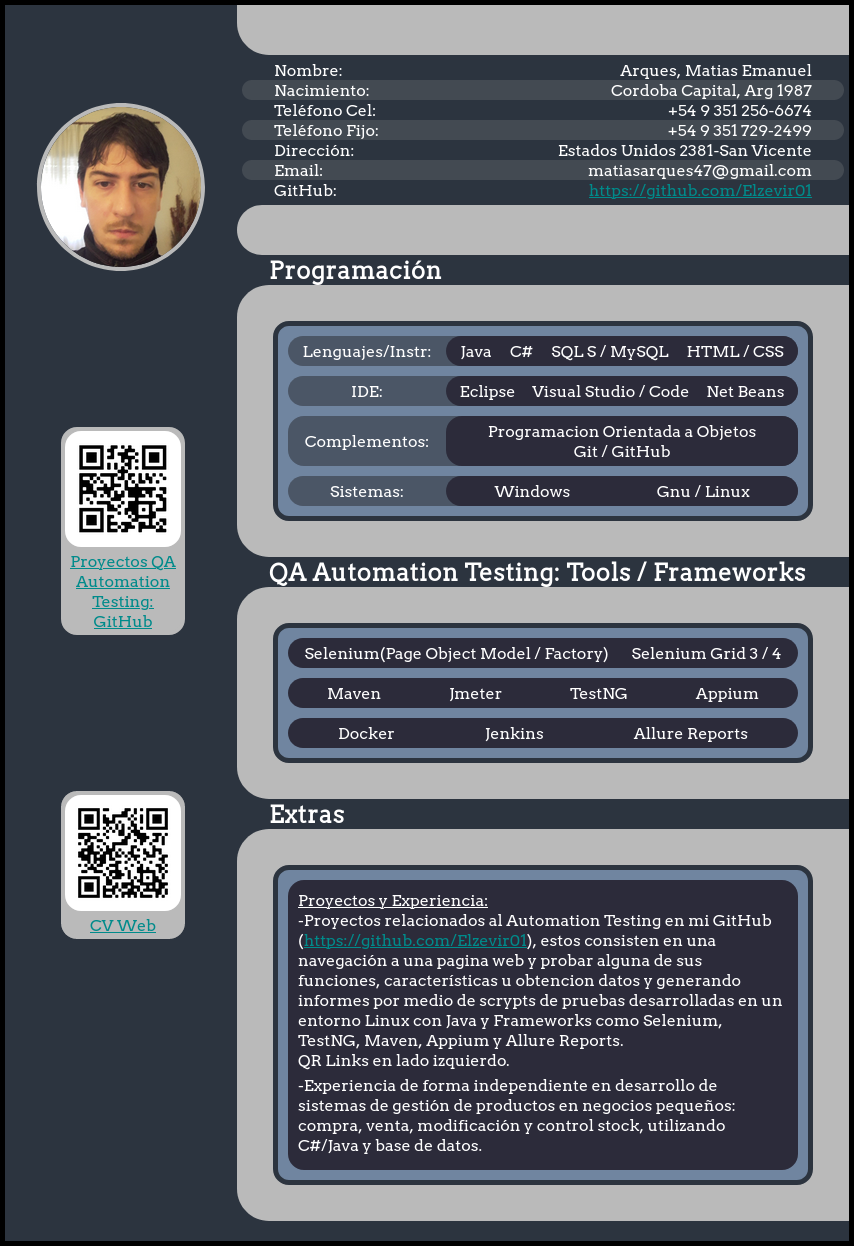 Nombre: Arques, Matias Emanuel
Nacimiento: Cordoba Capital, Arg 1987
Teléfono Cel: +54 9 351 256-6674
Teléfono Fijo: +54 9 351 729-2499
Dirección: Estados Unidos 2381-San Vicente
Email: matiasarques47@gmail.com
GitHub: https://github.com/Elzevir01
Programación
Lenguajes/Instr: Java C# SQL S / MySQL HTML / CSS
IDE: Eclipse Visual Studio / Code Net Beans
Complementos: Programacion Orientada a Objetos
Git / GitHub
Sistemas: Windows Gnu / Linux
Proyectos QA
Automation
Testing:
GitHub
QA Automation Testing: Tools / Frameworks
Selenium(Page Object Model / Factory) Selenium Grid 3 / 4
Maven Jmeter TestNG Appium
Docker Jenkins Allure Reports
CV Web
Extras
Proyectos y Experiencia:
-Proyectos relacionados al Automation Testing en mi GitHub
(https://github.com/Elzevir01), estos consisten en una
navegación a una pagina web y probar alguna de sus
funciones, características u obtencion datos y generando
informes por medio de scrypts de pruebas desarrolladas en un
entorno Linux con Java y Frameworks como Selenium,
TestNG, Maven, Appium y Allure Reports.
QR Links en lado izquierdo.
-Experiencia de forma independiente en desarrollo de
sistemas de gestión de productos en negocios pequeños:
compra, venta, modificación y control stock, utilizando
C#/Java y base de datos.